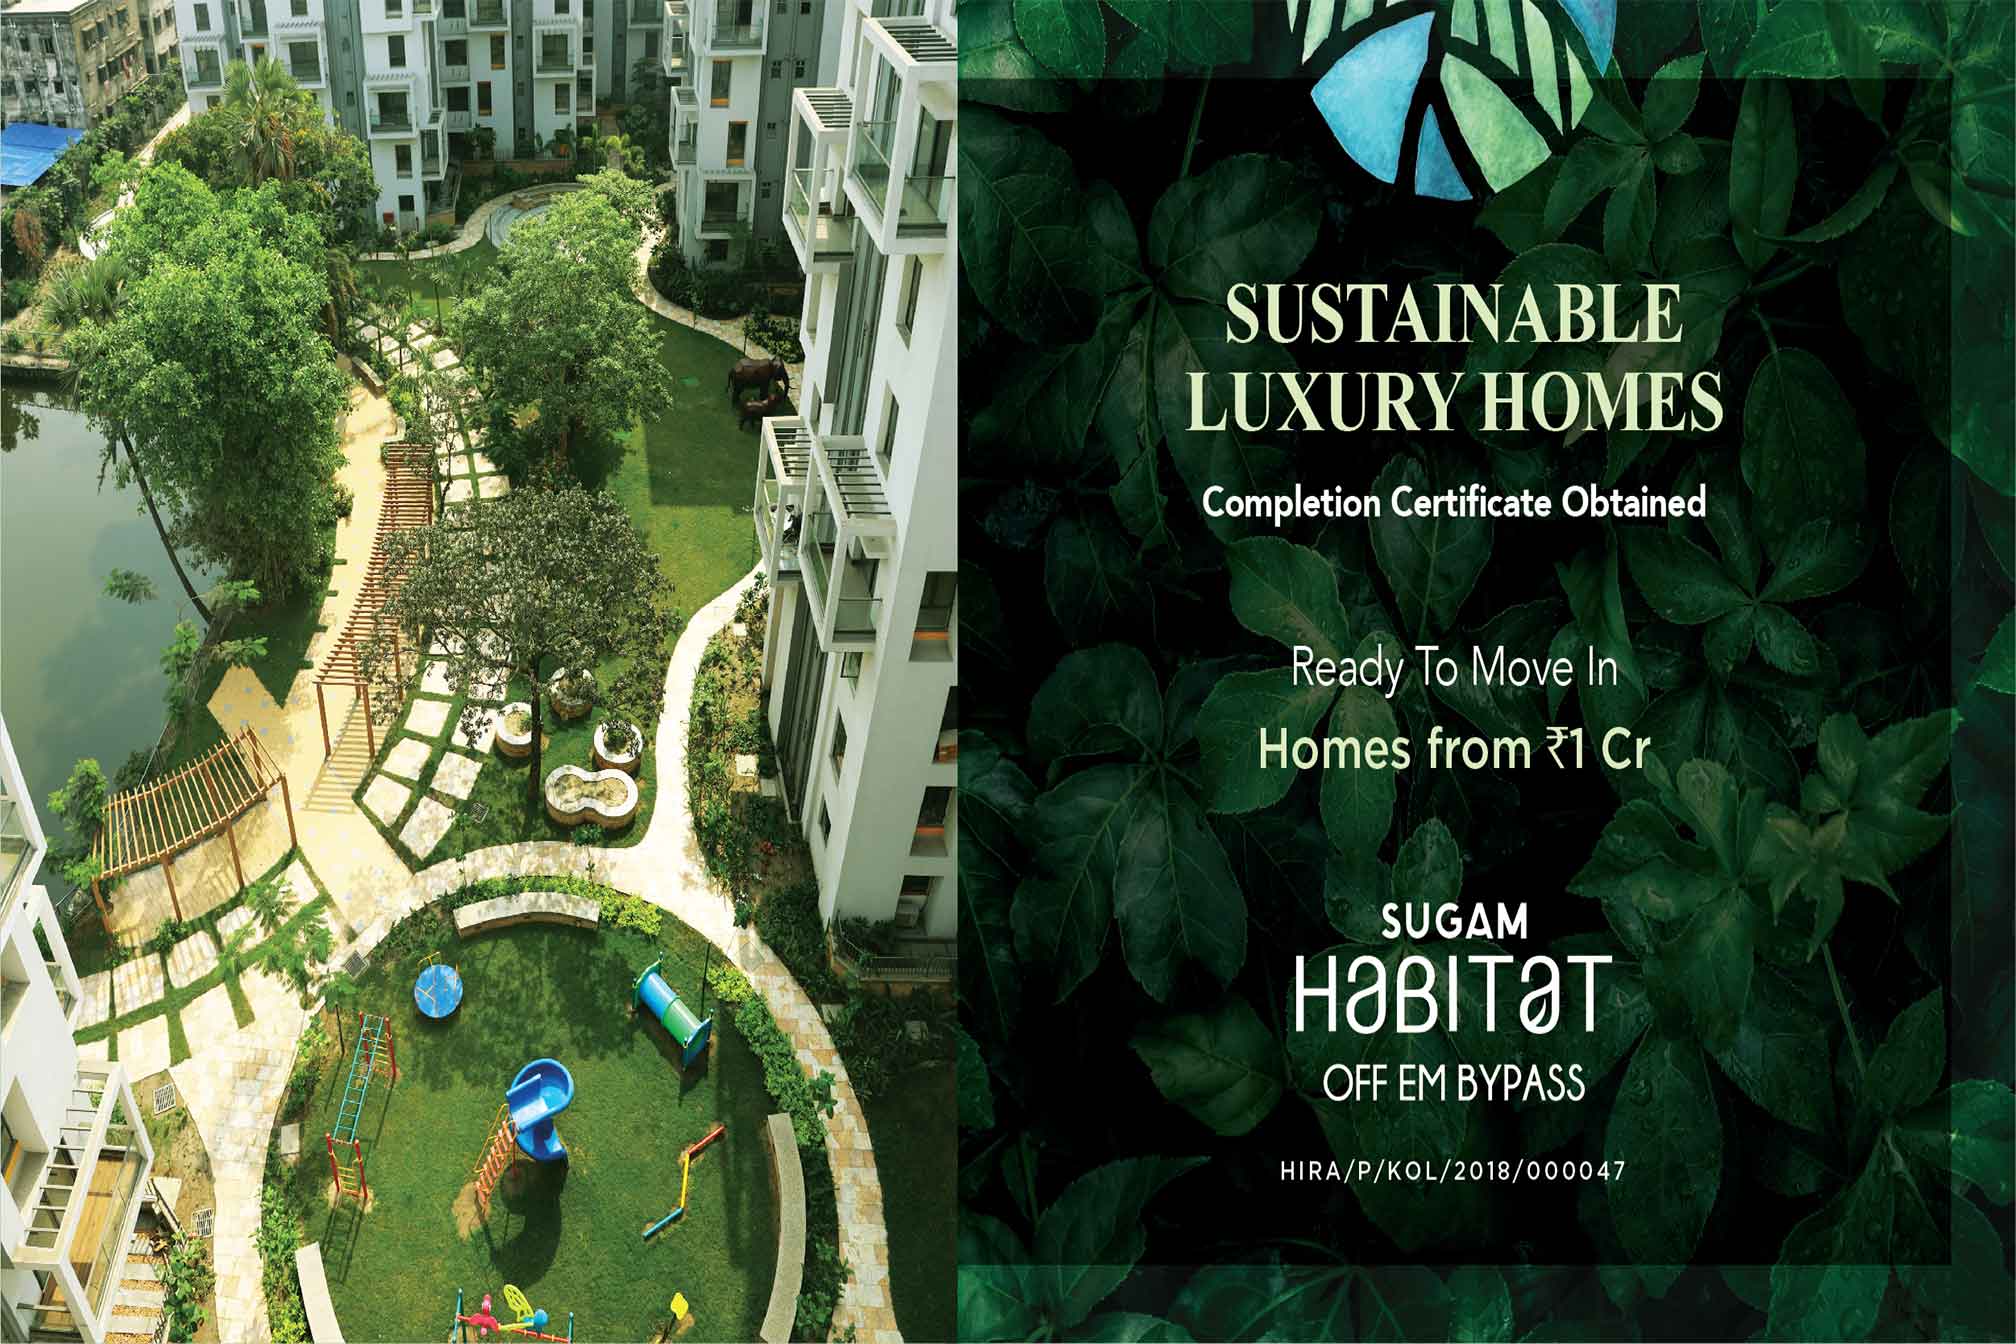 SUSTAINABLE
LUXURY HOMES
Completion Certificate Obtained
Ready To Move In
Homes from ₹1 Cr
SUGAM
HaBITaT
OFF EM BYPASS
HIRA/P/KOL/2018/000047